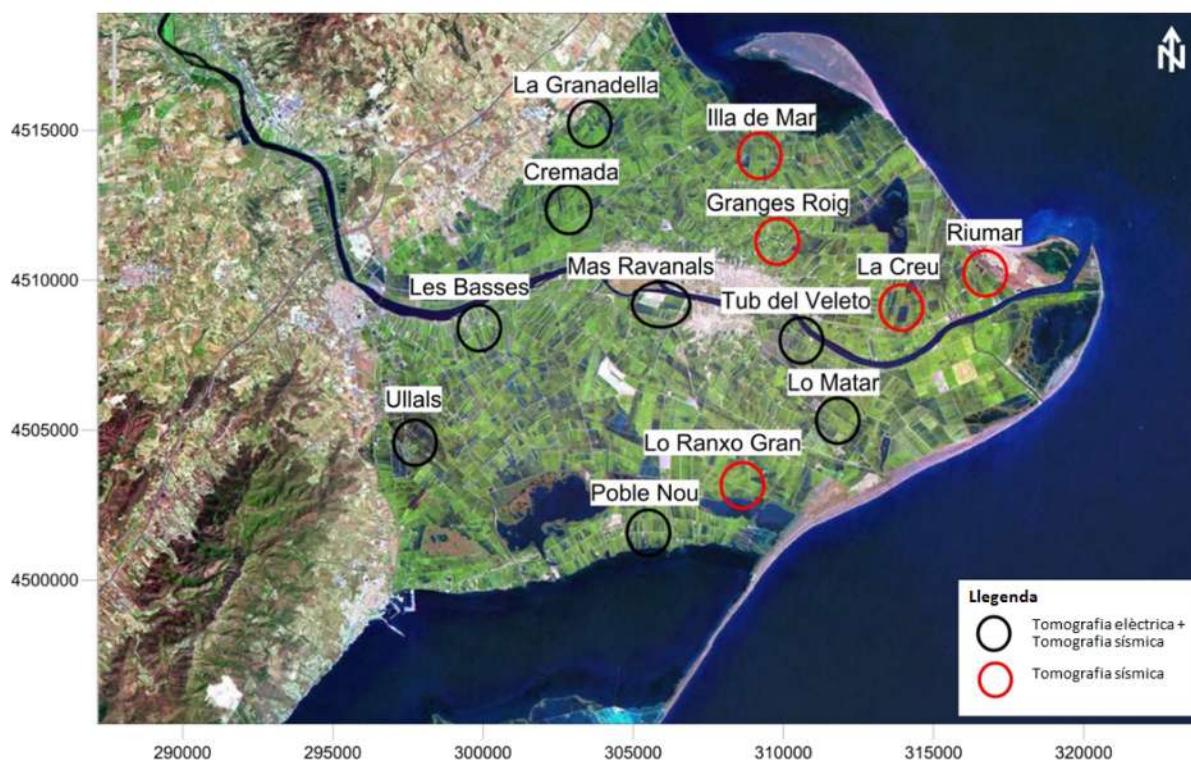 N
La Granadella
4515000
Illa de Mar
Cremada
Granges Roig
Riumar
4510000
Mas Ravanals
La Creu
Les Basses
Tub del Veleto
Lo Matar
Ullals
4505000
Lo Ranxo Gran
Poble Nou
4500000
Llegenda
Tomografia elèctrica +
Tomografia sísmica
Tomografia sísmica
290000 295000 300000 305000 310000 315000 320000